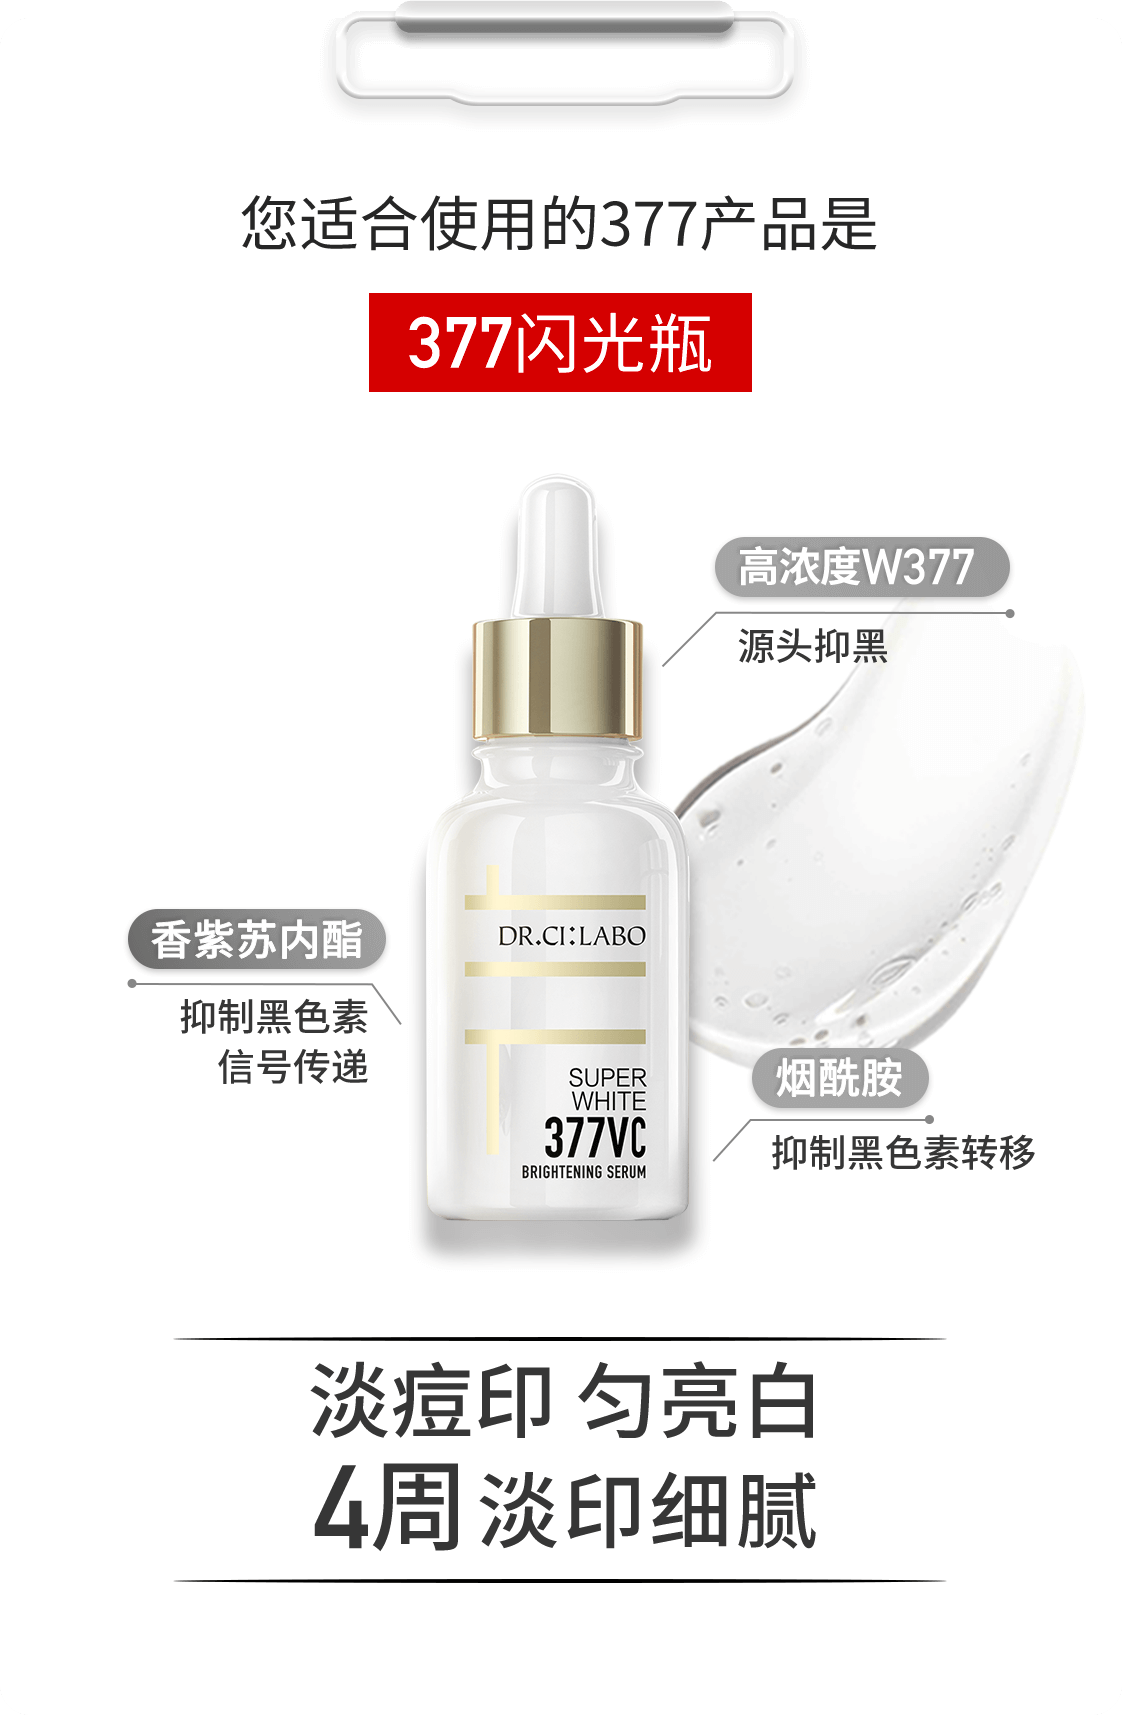 您适合使用的377产品是
377闪光瓶
高浓度W377
源头抑黑
香紫苏内酯
抑制黑色素
信号传递
DR.CI:LABO
SUPER
WHITE
377VC
BRIGHTENING SERUM
烟酰胺
抑制黑色素转移
淡痘印 匀亮白
4周 淡印细腻